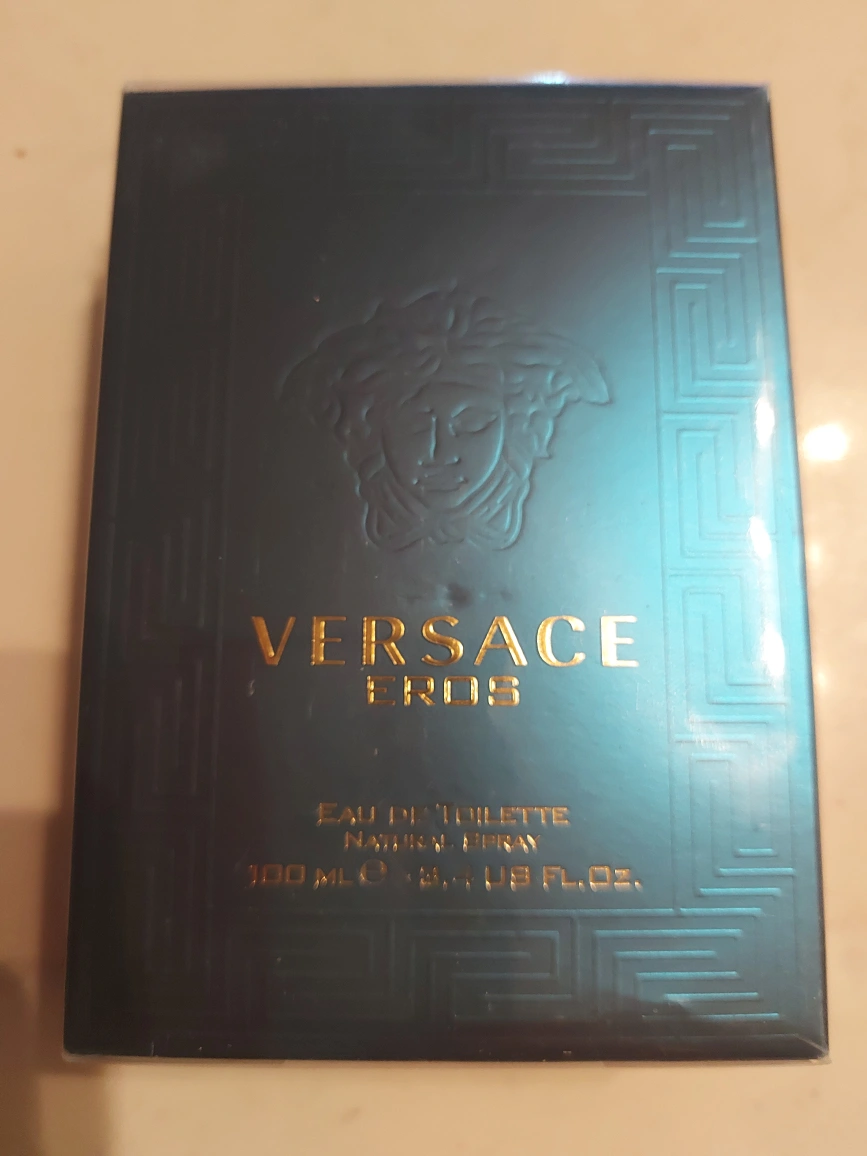 VERSACE
EROS
EAU DE TOILETTE
NATURAL SPRAY
100 ML ℮ · 3.4 US FL.OZ.